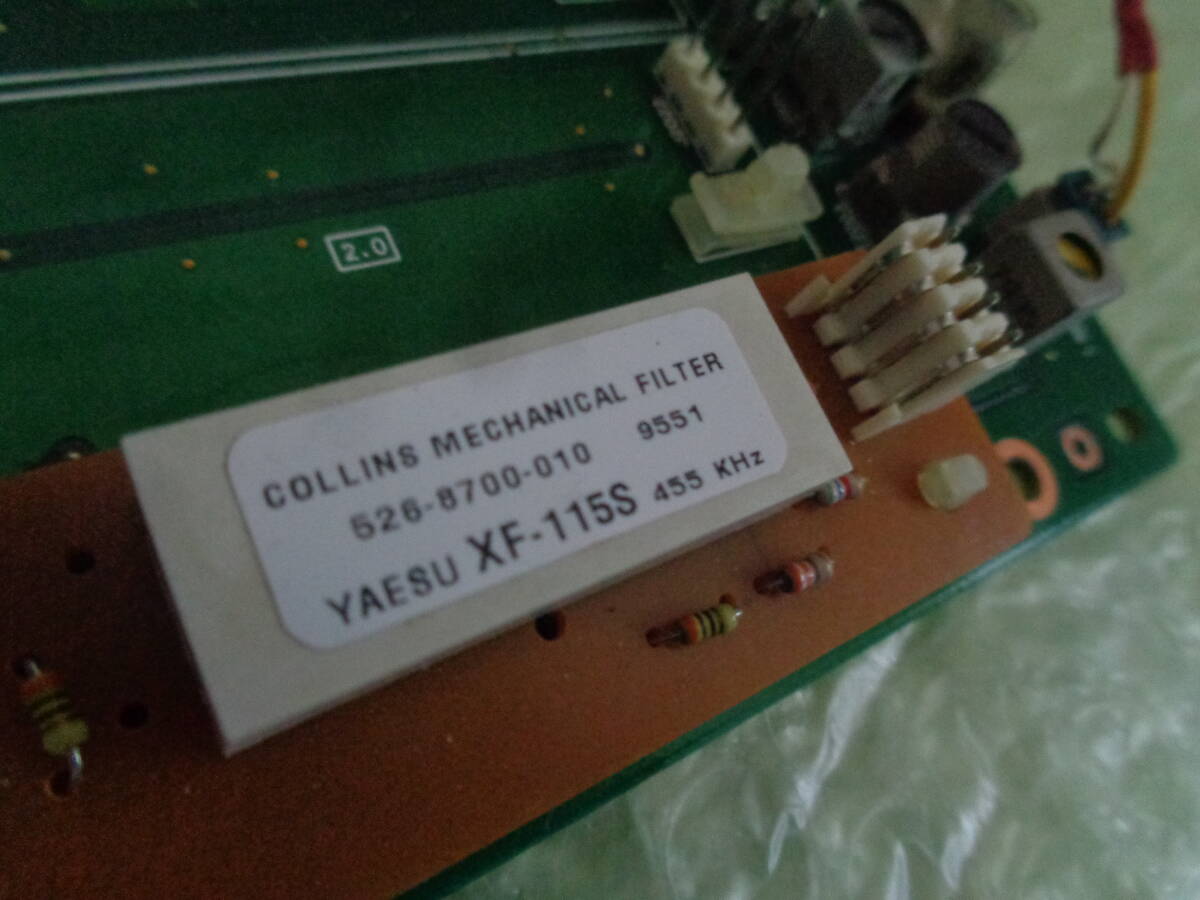 2.0
COLLINS MECHANICAL FILTER
526-8700-010 9551
YAESU XF-115S 455 KHz